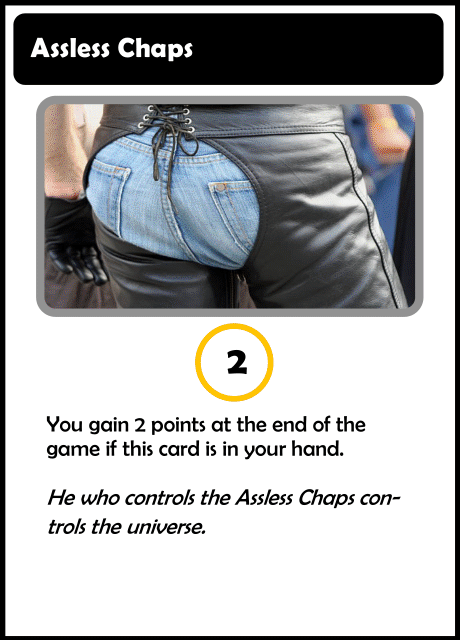 Assless Chaps
2
You gain 2 points at the end of the
game if this card is in your hand.
He who controls the Assless Chaps con-
trols the universe.